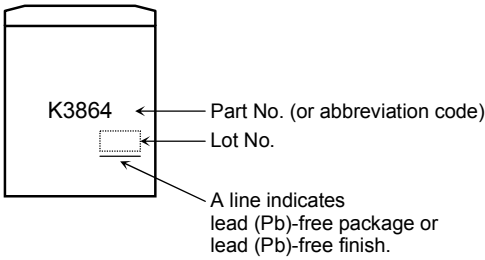 K3864
Part No. (or abbreviation code)
Lot No.
A line indicates
lead (Pb)-free package or
lead (Pb)-free finish.